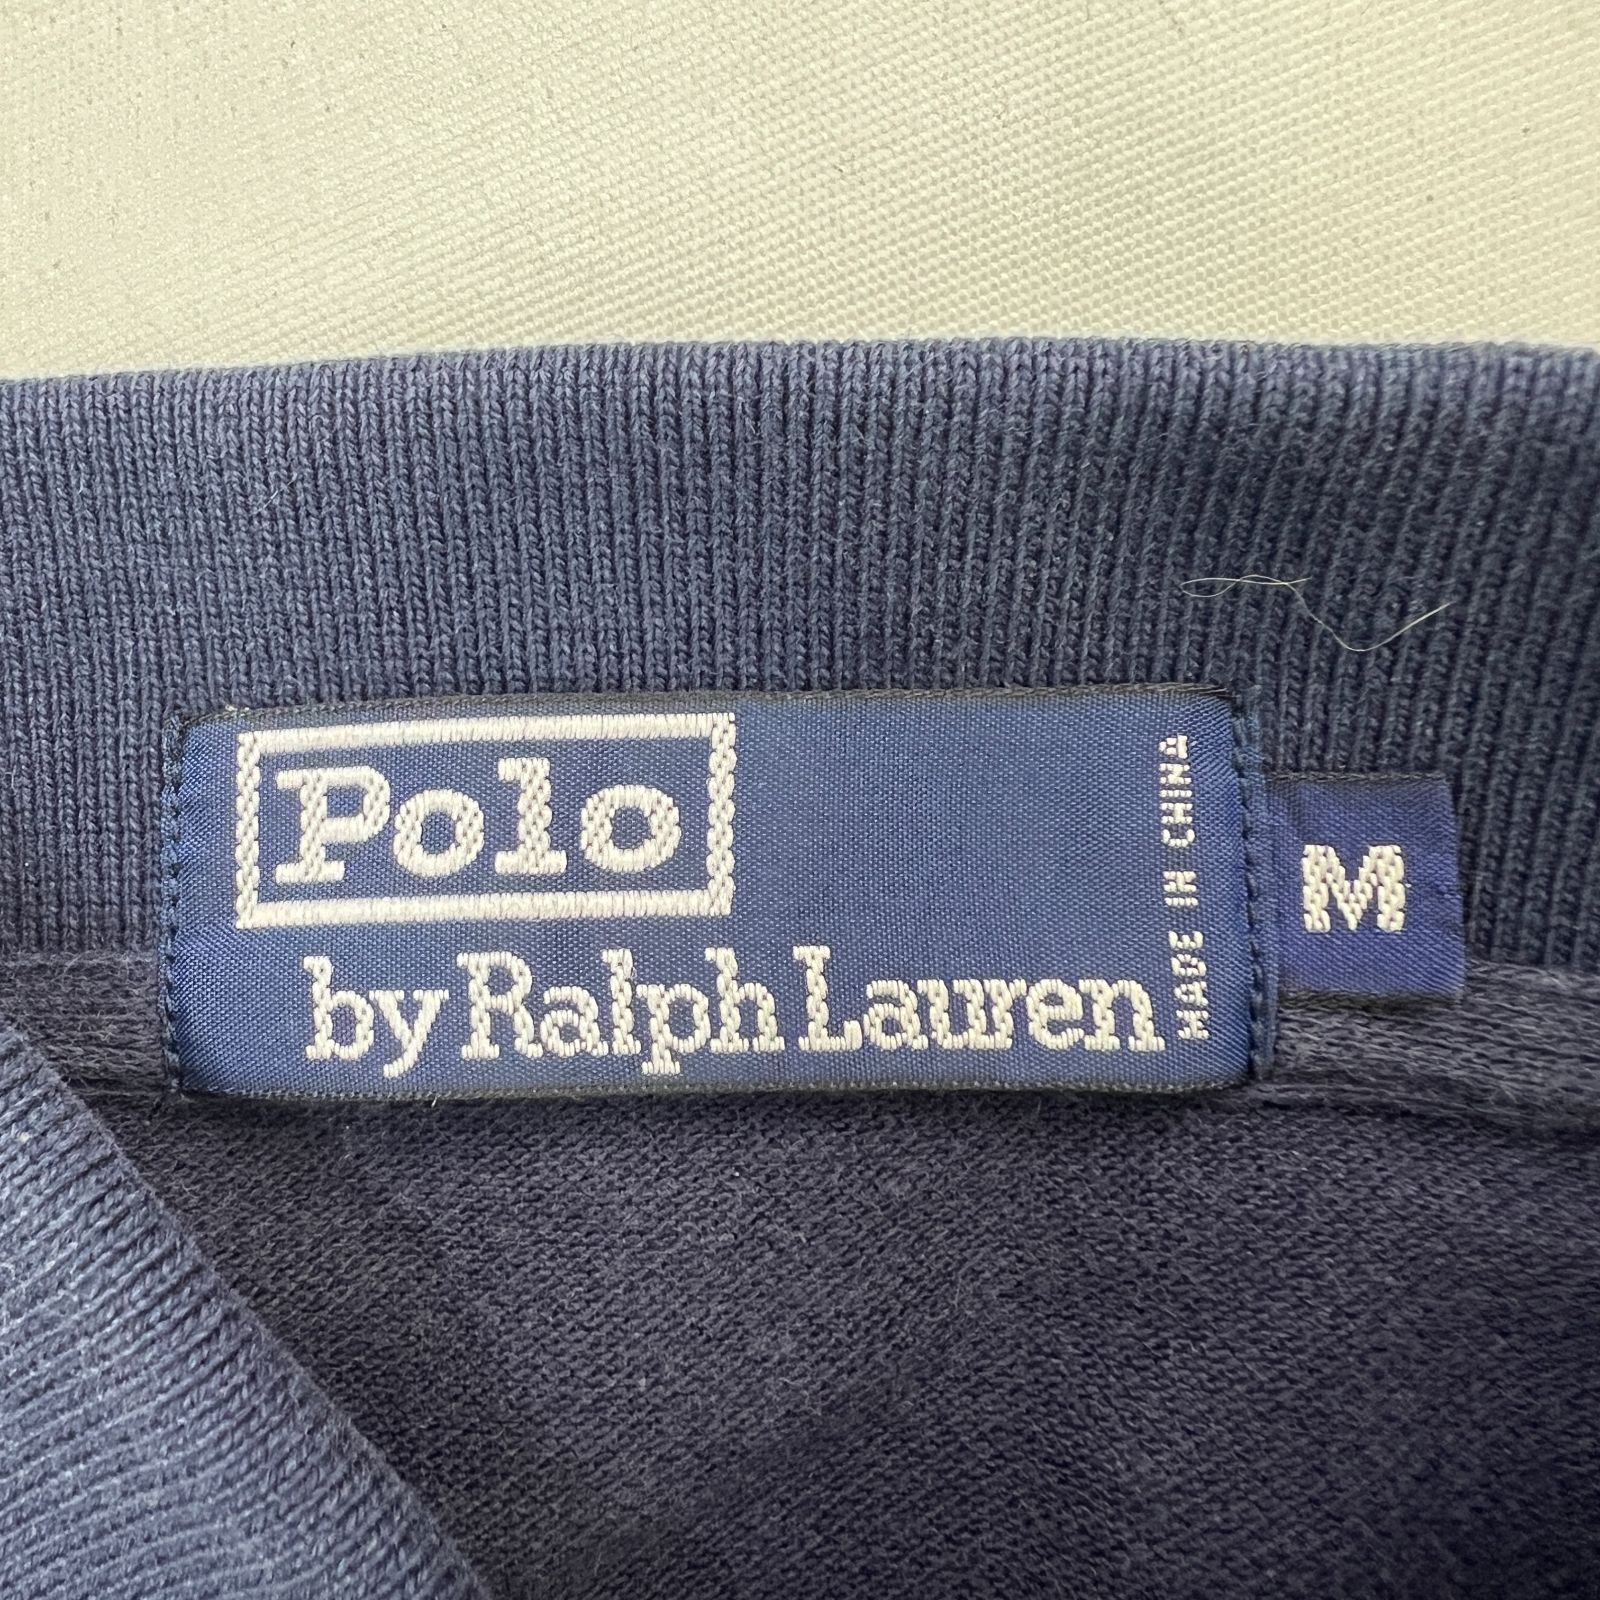 Polo
by Ralph Lauren
MADE IN CHINA
M